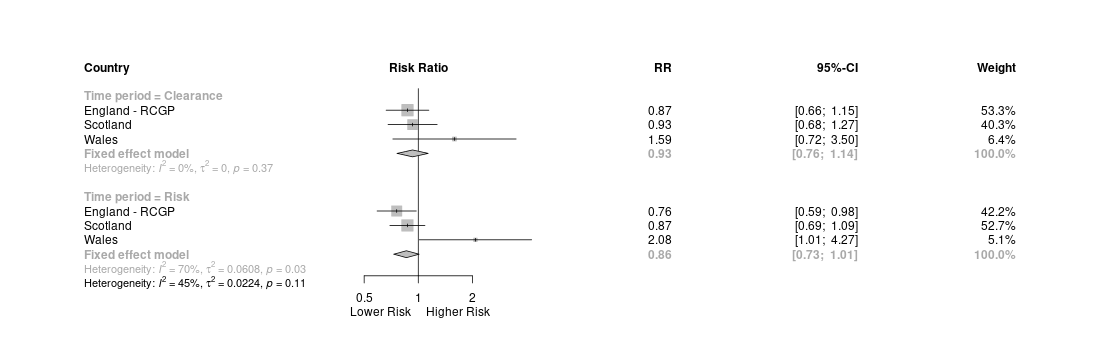 Country Risk Ratio RR 95%-CI Weight
Time period = Clearance
England - RCGP 0.87 [0.66; 1.15] 53.3%
Scotland 0.93 [0.68; 1.27] 40.3%
Wales 1.59 [0.72; 3.50] 6.4%
Fixed effect model 0.93 [0.76; 1.14] 100.0%
Heterogeneity: I² = 0%, τ² = 0, p = 0.37
Time period = Risk
England - RCGP 0.76 [0.59; 0.98] 42.2%
Scotland 0.87 [0.69; 1.09] 52.7%
Wales 2.08 [1.01; 4.27] 5.1%
Fixed effect model 0.86 [0.73; 1.01] 100.0%
Heterogeneity: I² = 70%, τ² = 0.0608, p = 0.03
Heterogeneity: I² = 45%, τ² = 0.0224, p = 0.11
0.5 1 2
Lower Risk Higher Risk